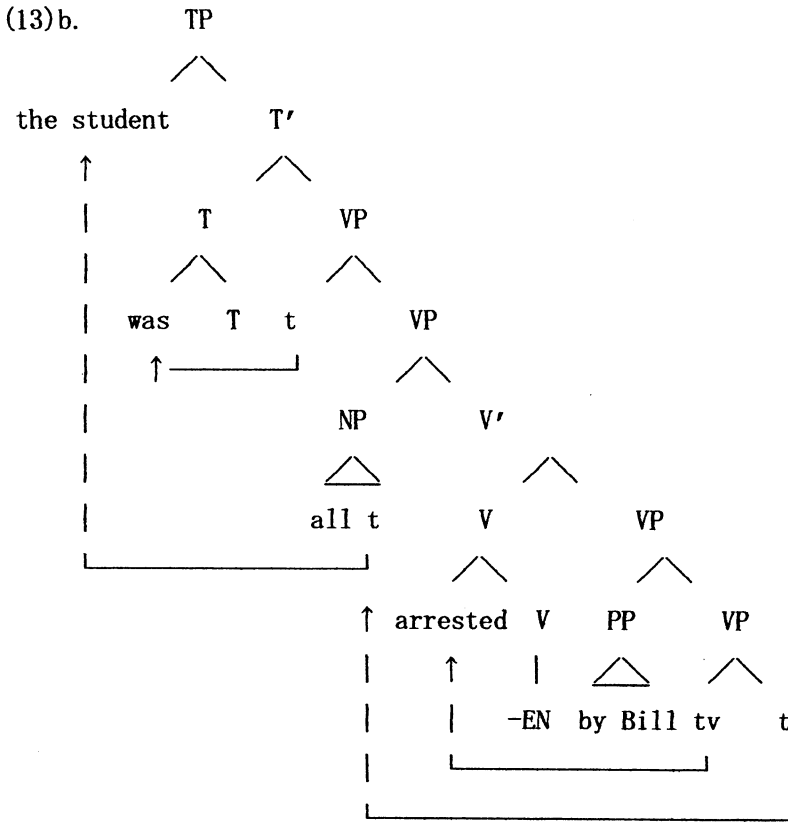 (13)b. TP
the student T′
T VP
was T t VP
NP V′
all t V VP
arrested V PP VP
-EN by Bill tv t